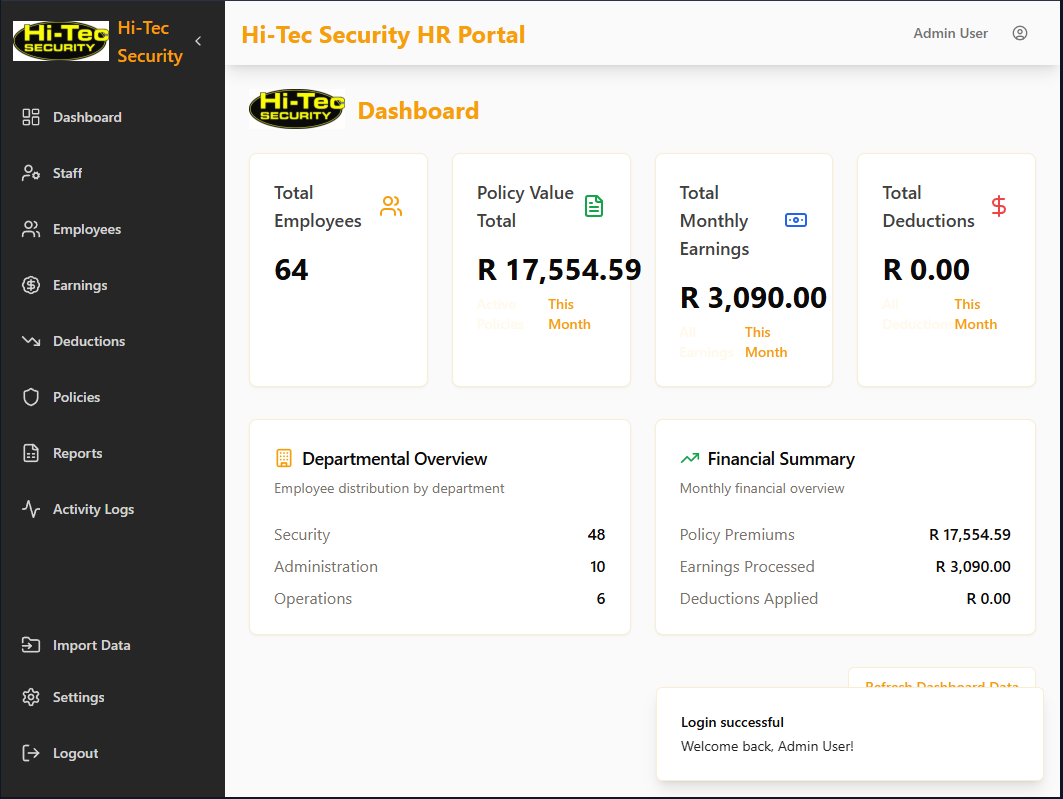 Hi-Tec
SECURITY
Hi-Tec
Security
Hi-Tec Security HR Portal
Admin User
Dashboard
Staff
Employees
Earnings
Deductions
Policies
Reports
Activity Logs
Import Data
Settings
Logout
Hi-Tec
SECURITY
Dashboard
Total
Employees
64
Policy Value
Total
R 17,554.59
Active
Policies
This
Month
Total
Monthly
Earnings
R 3,090.00
All
Earnings
This
Month
Total
Deductions
R 0.00
All
Deductions
This
Month
Departmental Overview
Employee distribution by department
Security 48
Administration 10
Operations 6
Financial Summary
Monthly financial overview
Policy Premiums R 17,554.59
Earnings Processed R 3,090.00
Deductions Applied R 0.00
Refresh Dashboard Data
Login successful
Welcome back, Admin User!